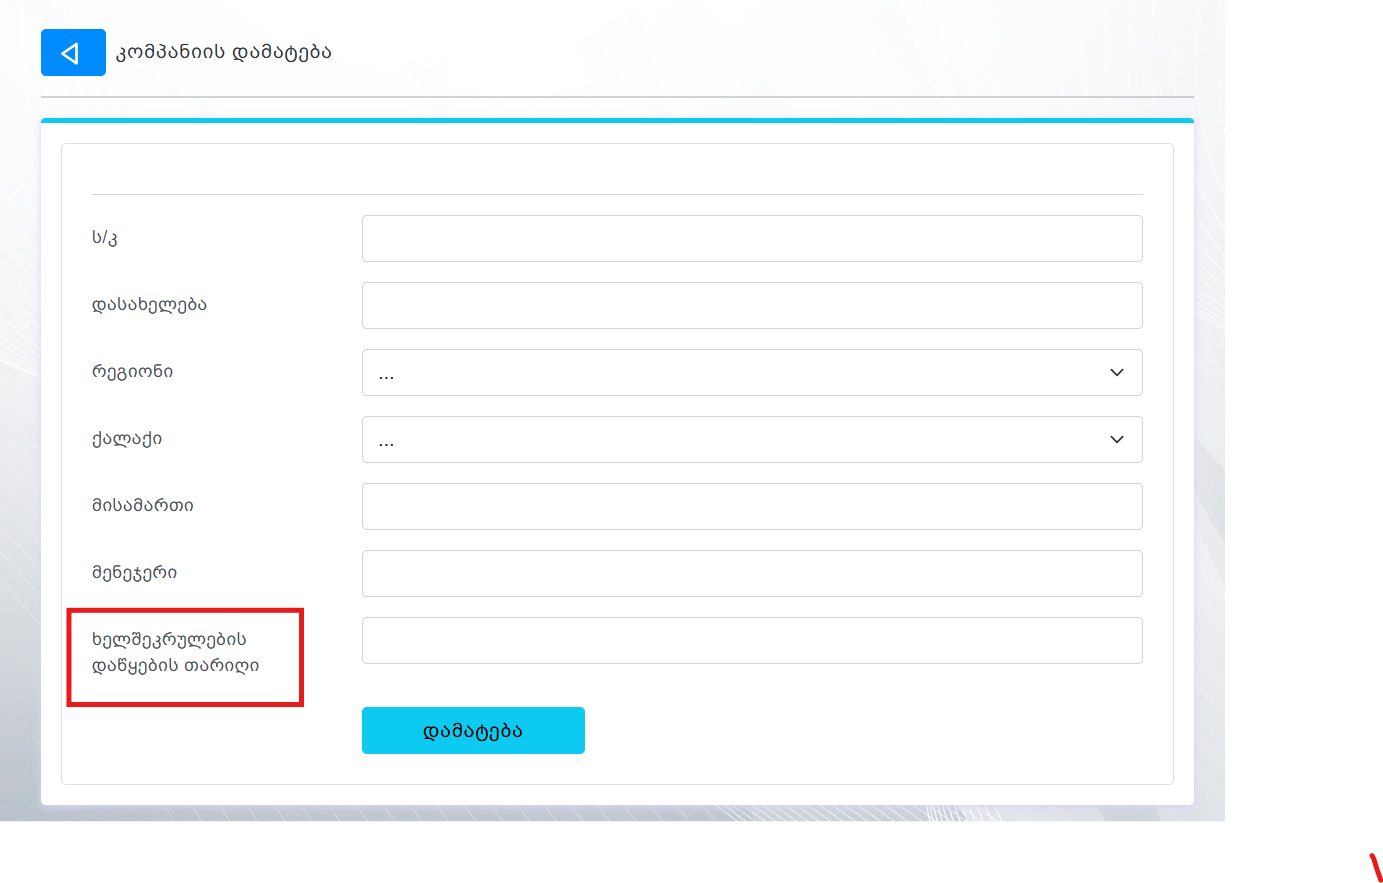 კომპანიის დამატება
ს/კ
დასახელება
რეგიონი
...
ქალაქი
...
მისამართი
მენეჯერი
ხელშეკრულების
დაწყების თარიღი
დამატება